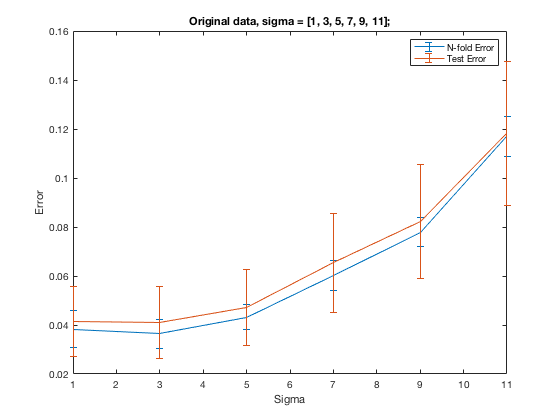 Original data, sigma = [1, 3, 5, 7, 9, 11];
N-fold Error
Test Error
0.16
0.14
0.12
0.1
0.08
0.06
0.04
0.02
Error
1 2 3 4 5 6 7 8 9 10 11
Sigma